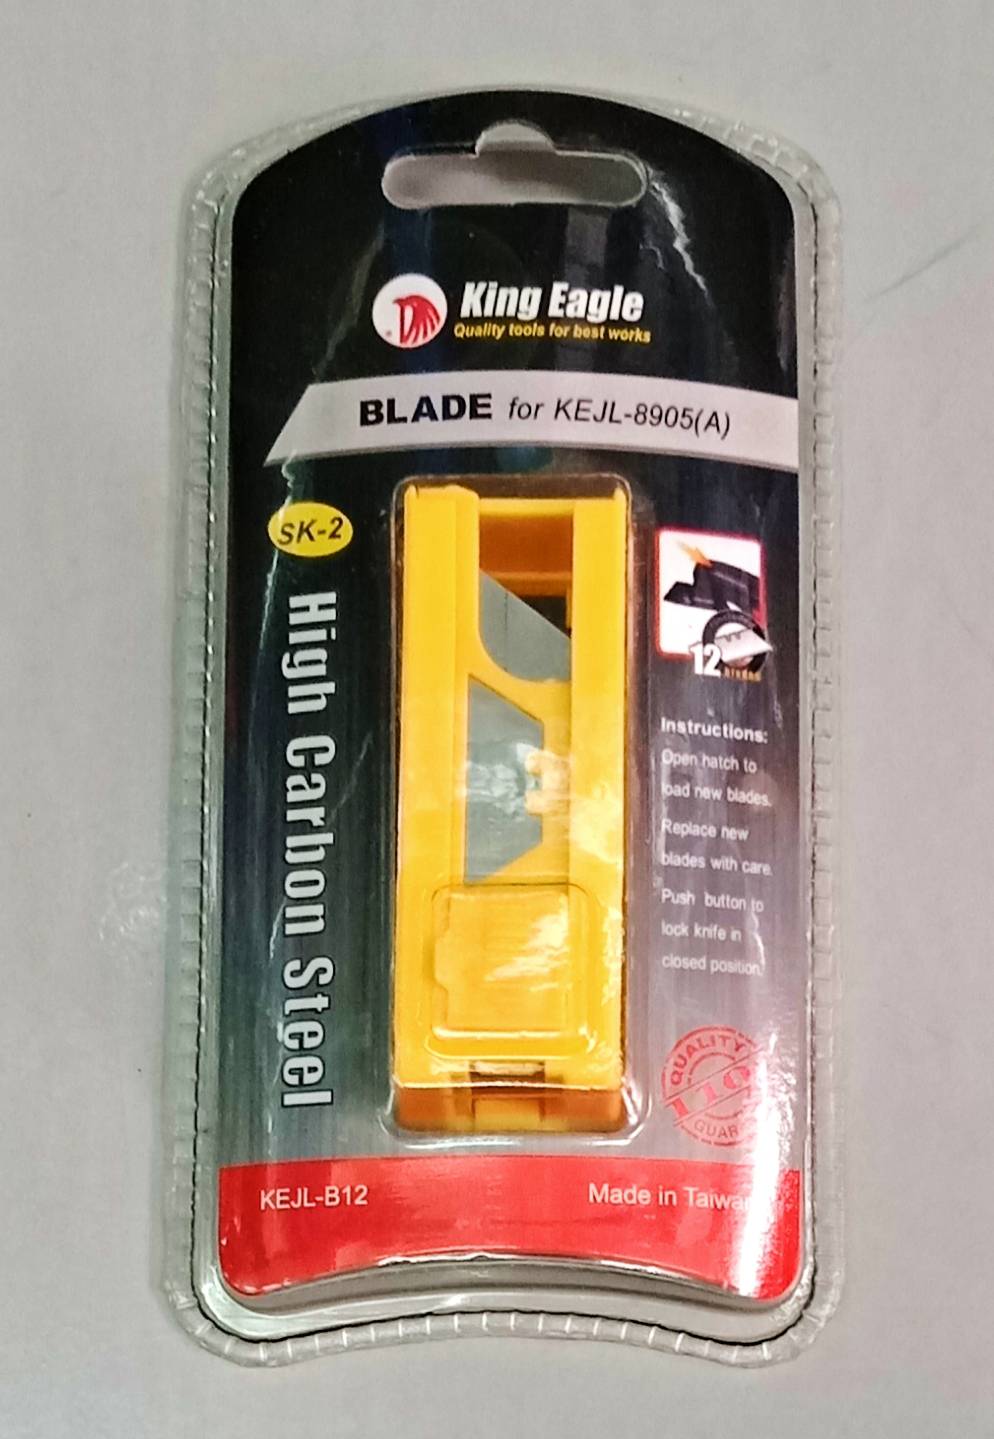 King Eagle
Quality tools for best works
BLADE for KEJL-8905(A)
SK-2
High Carbon Steel
12
Instructions:
Open hatch to
load new blades.
Replace new
blades with care.
Push button to
lock knife in
closed position.
QUALITY
110
KEJL-B12
Made in Taiwan